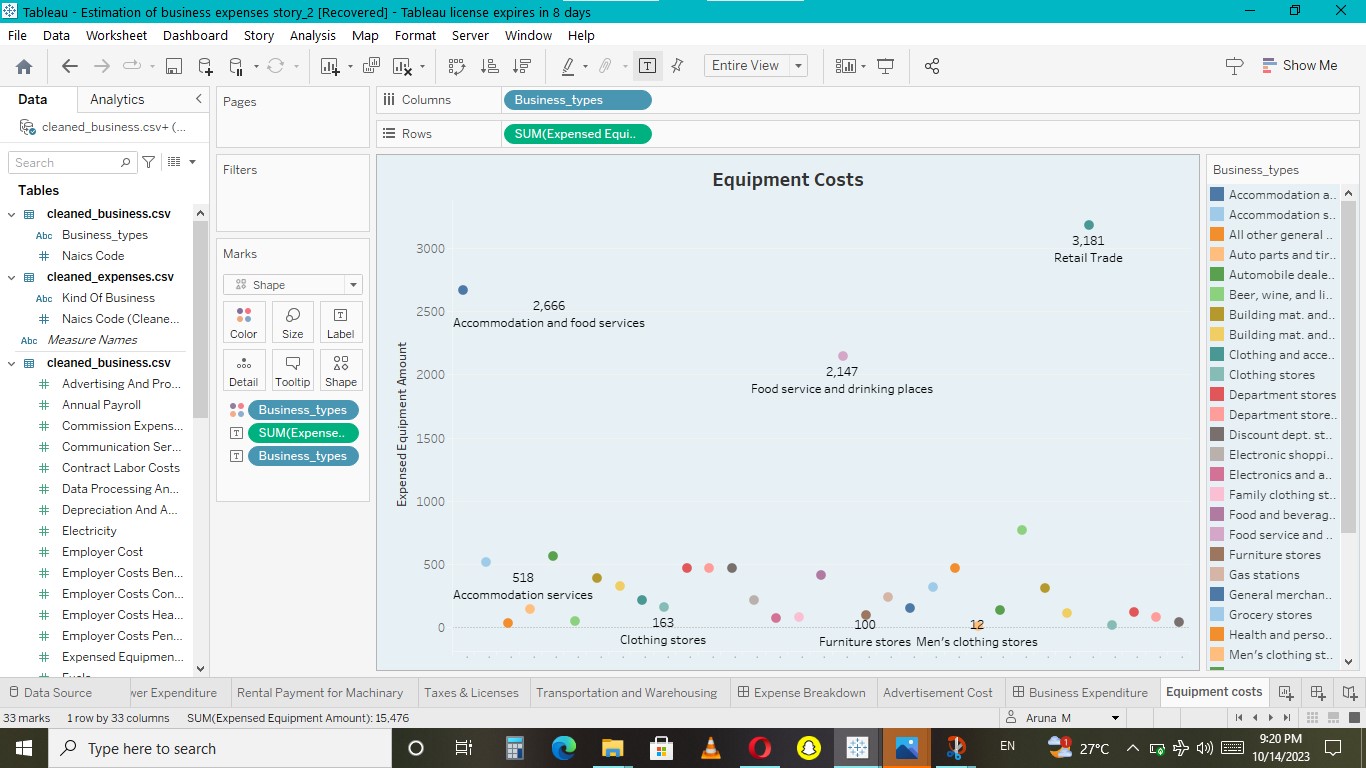 Tableau - Estimation of business expenses story_2 [Recovered] - Tableau license expires in 8 days
File Data Worksheet Dashboard Story Analysis Map Format Server Window Help
Entire View
Show Me
Data Analytics
cleaned_business.csv+ (...
Search
Tables
cleaned_business.csv
Abc Business_types
Naics Code
cleaned_expenses.csv
Abc Kind Of Business
Naics Code (Cleane...
Abc Measure Names
cleaned_business.csv
Advertising And Pro...
Annual Payroll
Commission Expens...
Communication Ser...
Contract Labor Costs
Data Processing An...
Depreciation And A...
Electricity
Employer Cost
Employer Costs Ben...
Employer Costs Con...
Employer Costs Hea...
Employer Costs Pen...
Expensed Equipmen...
Pages
Filters
Marks
Shape
Color Size Label
Detail Tooltip Shape
Business_types
SUM(Expense..
Business_types
Columns Business_types
Rows SUM(Expensed Equi..
Equipment Costs
Expensed Equipment Amount
3000
2500
2000
1500
1000
500
0
3,181
Retail Trade
2,666
Accommodation and food services
2,147
Food service and drinking places
518
Accommodation services
163
Clothing stores
100
Furniture stores
12
Men's clothing stores
Business_types
Accommodation a..
Accommodation s..
All other general ..
Auto parts and tir..
Automobile deale..
Beer, wine, and li..
Building mat. and..
Building mat. and..
Clothing and acce..
Clothing stores
Department stores
Department store..
Discount dept. st..
Electronic shoppi..
Electronics and a..
Family clothing st..
Food and beverag..
Food service and ..
Furniture stores
Gas stations
General merchan..
Grocery stores
Health and perso..
Men's clothing st..
Data Source wer Expenditure Rental Payment for Machinary Taxes & Licenses Transportation and Warehousing Expense Breakdown Advertisement Cost Business Expenditure Equipment costs
33 marks 1 row by 33 columns SUM(Expensed Equipment Amount): 15,476
Aruna M
Type here to search
1
27°C
EN
9:20 PM
10/14/2023